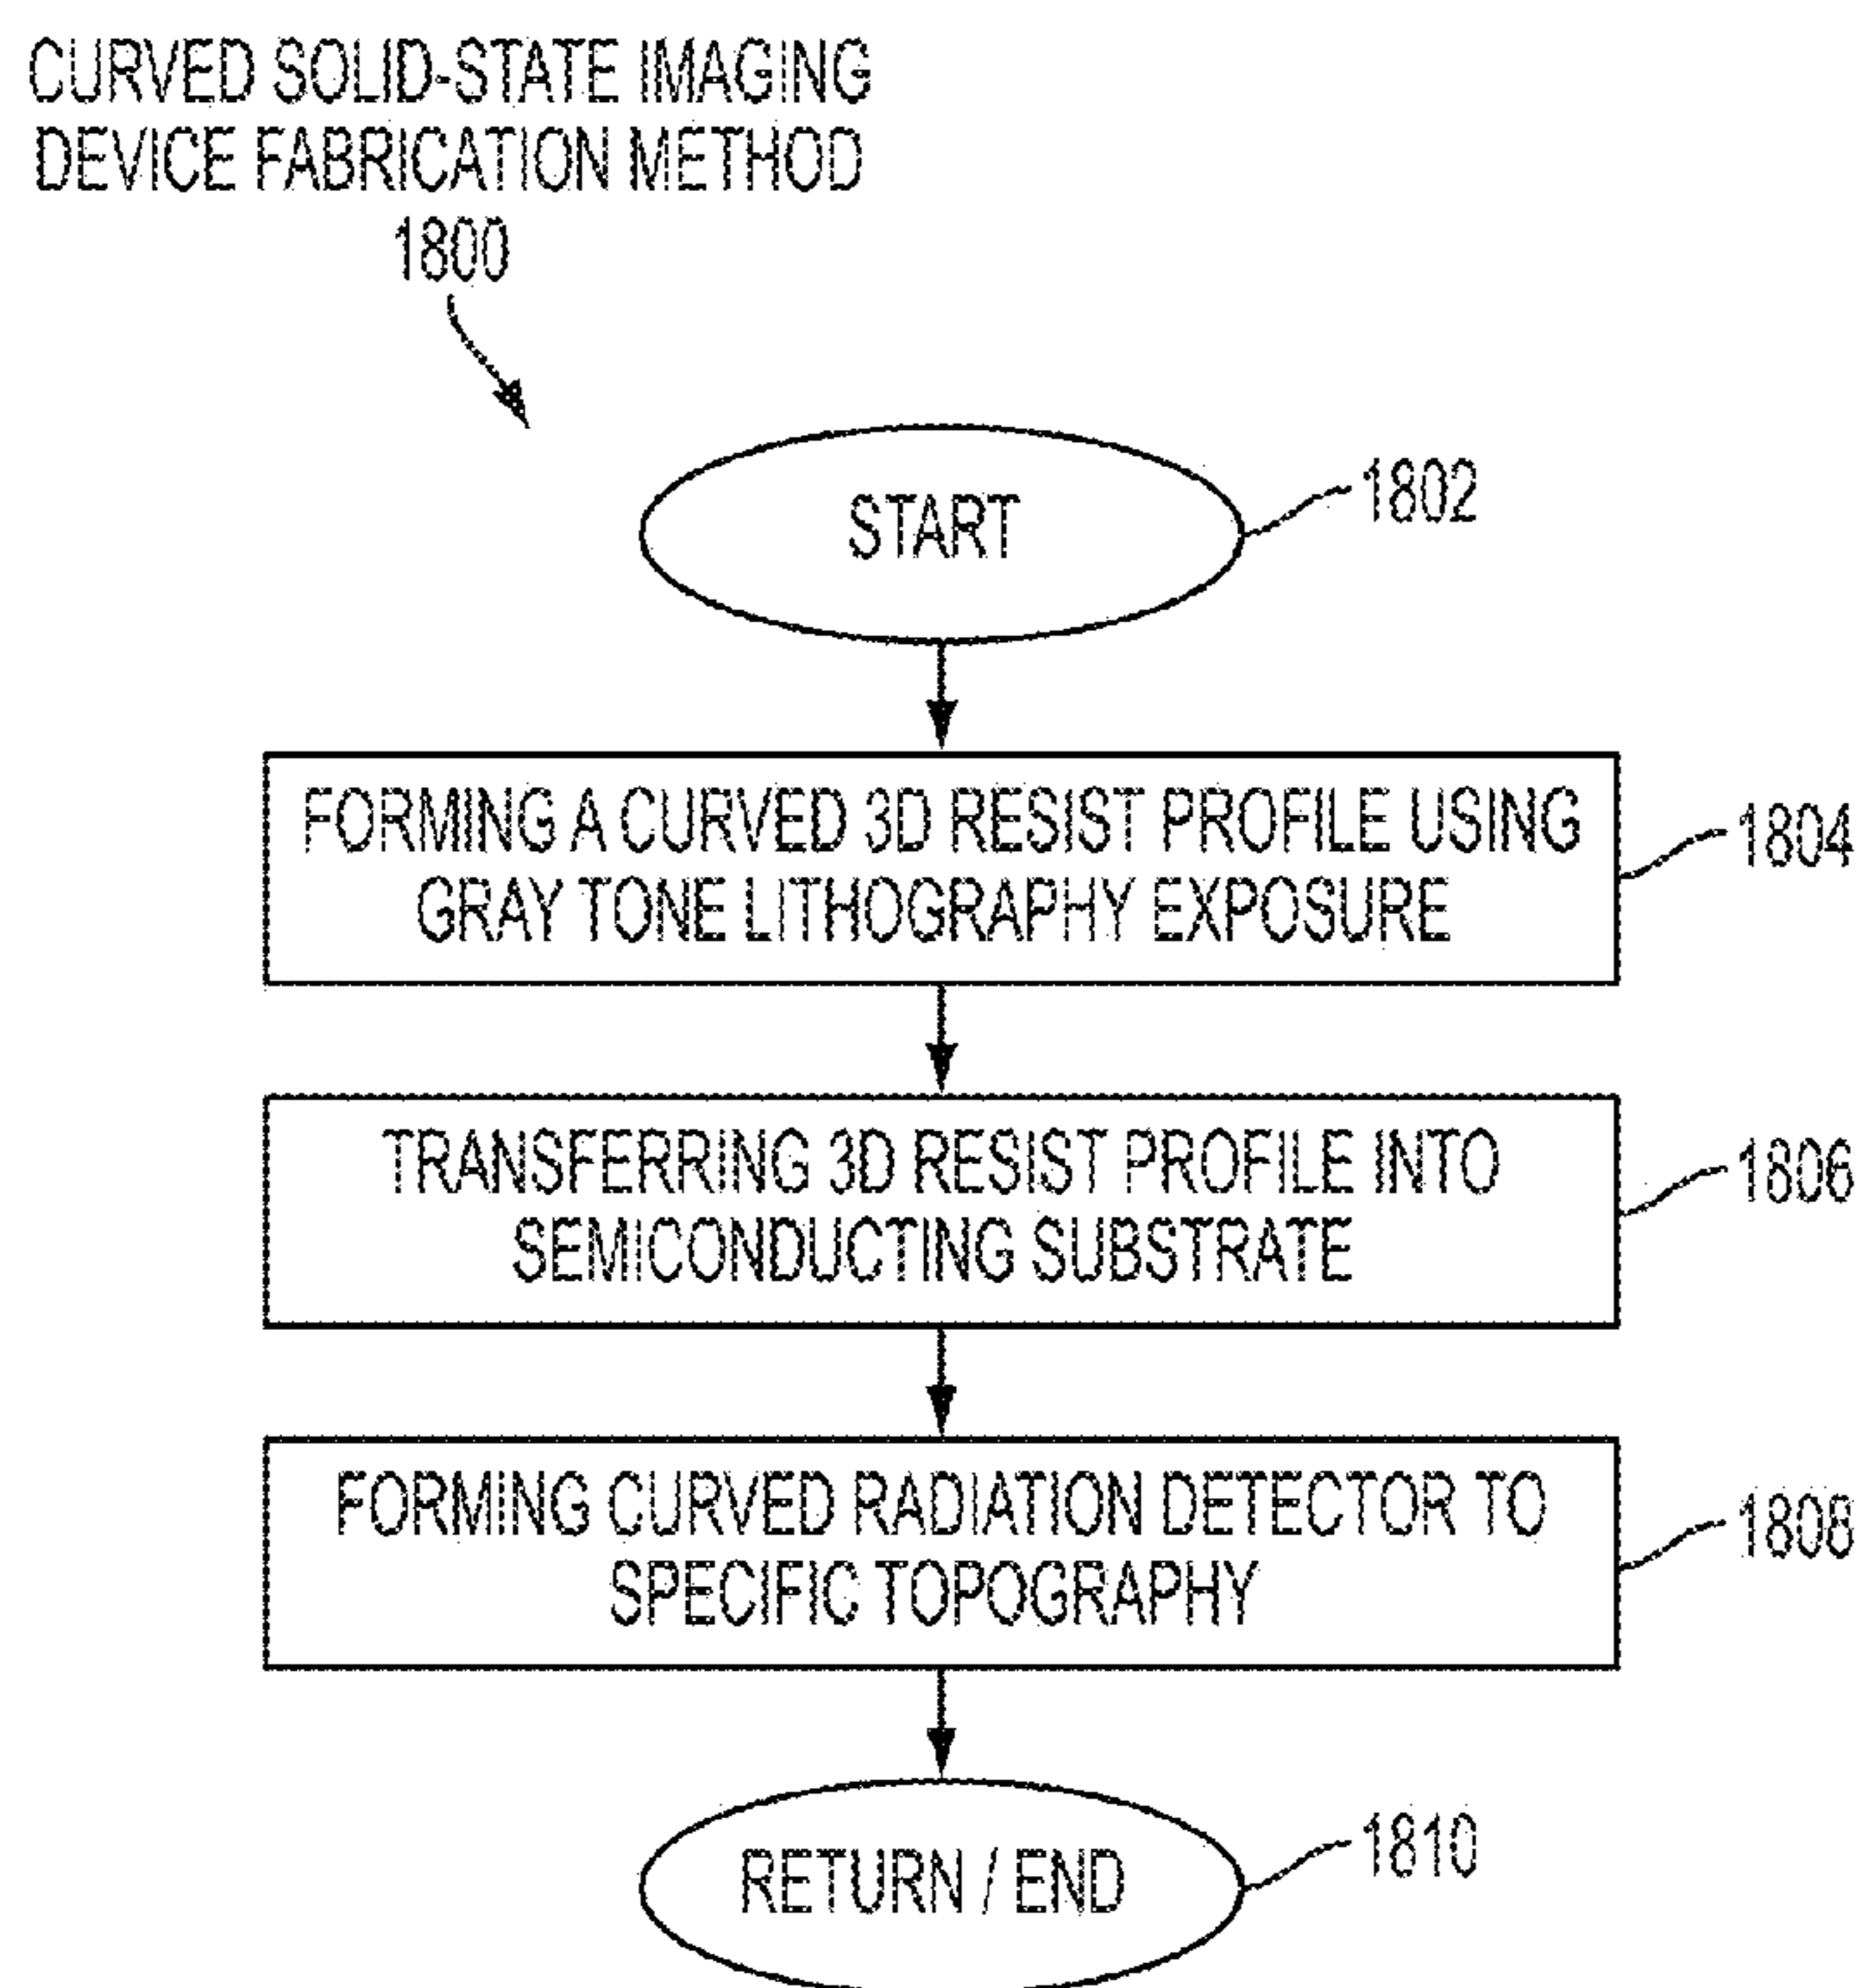 CURVED SOLID-STATE IMAGING
DEVICE FABRICATION METHOD
1800
START
1802
FORMING A CURVED 3D RESIST PROFILE USING
GRAY TONE LITHOGRAPHY EXPOSURE
1804
TRANSFERRING 3D RESIST PROFILE INTO
SEMICONDUCTING SUBSTRATE
1806
FORMING CURVED RADIATION DETECTOR TO
SPECIFIC TOPOGRAPHY
1808
RETURN / END
1810